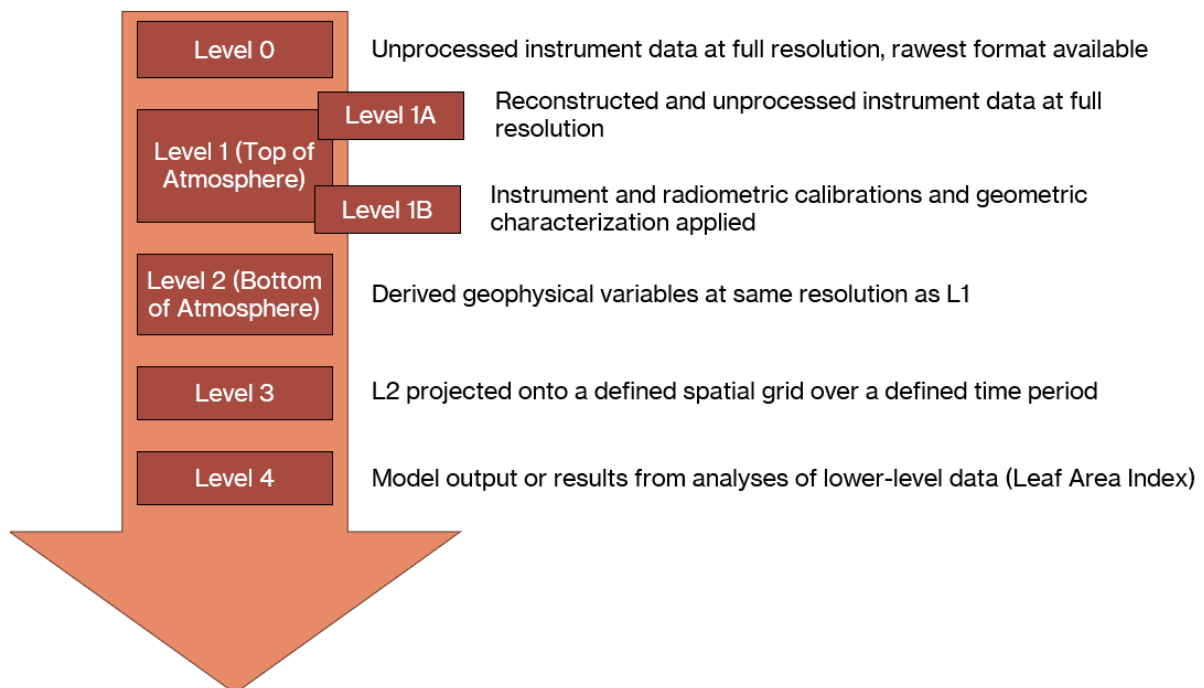 Level 0
Unprocessed instrument data at full resolution, rawest format available
Level 1 (Top of
Atmosphere)
Level 1A
Reconstructed and unprocessed instrument data at full
resolution
Level 1B
Instrument and radiometric calibrations and geometric
characterization applied
Level 2 (Bottom
of Atmosphere)
Derived geophysical variables at same resolution as L1
Level 3
L2 projected onto a defined spatial grid over a defined time period
Level 4
Model output or results from analyses of lower-level data (Leaf Area Index)